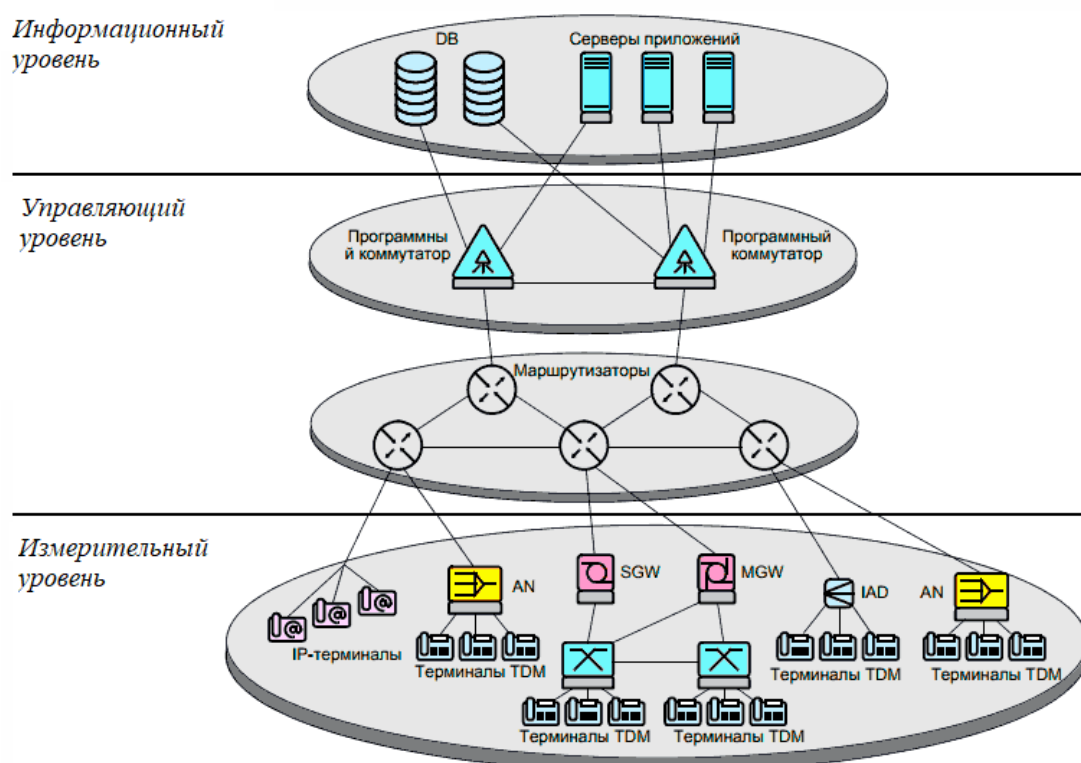 Информационный
уровень
DB
Серверы приложений
Управляющий
уровень
Программны
й коммутатор
Программный
коммутатор
Маршрутизаторы
Измерительный
уровень
AN
SGW
MGW
IAD
AN
@
@
@
IP-терминалы
Терминалы TDM
Терминалы TDM
Терминалы TDM
Терминалы TDM
Терминалы TDM